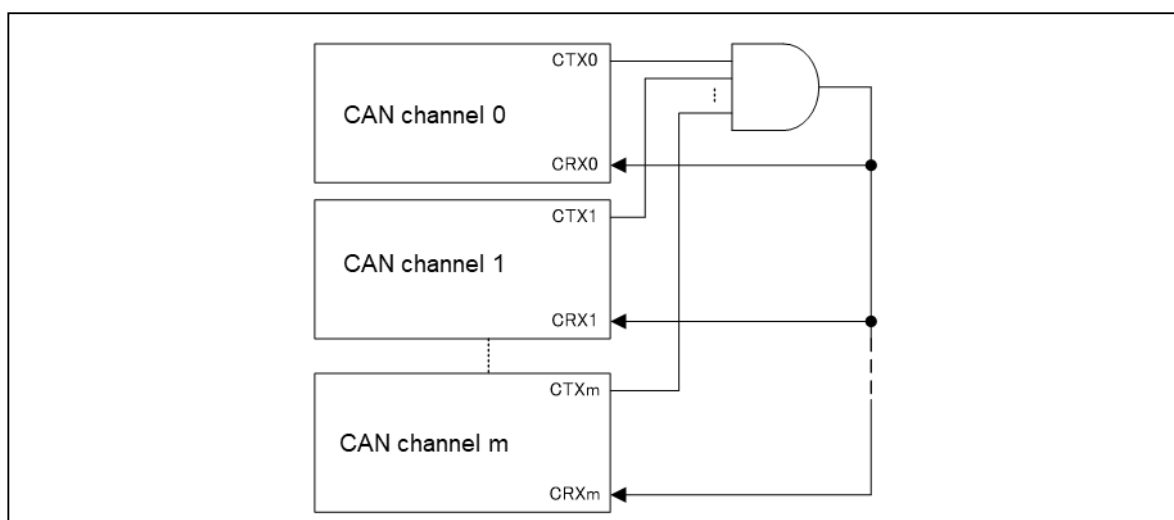 CTX0
CAN channel 0
CRX0
CTX1
CAN channel 1
CRX1
CTXm
CAN channel m
CRXm